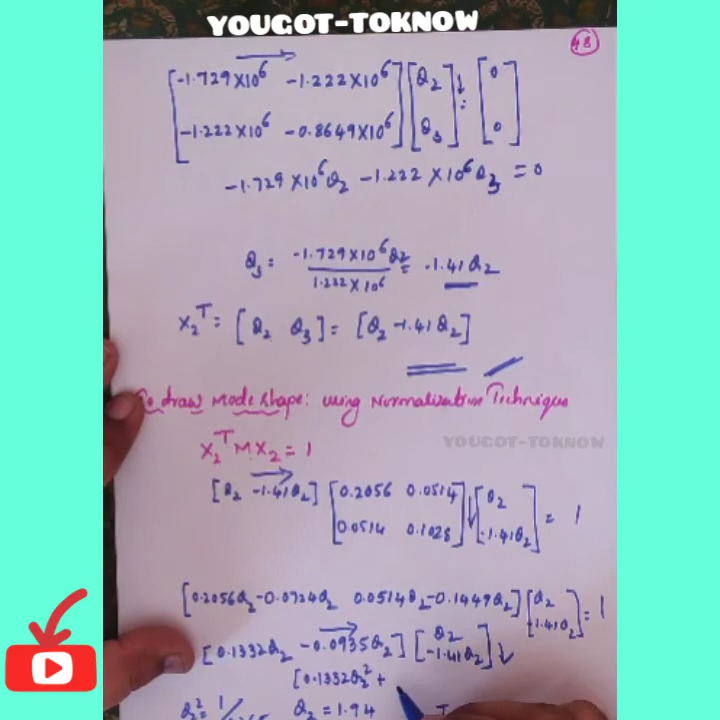 YOUGOT-TOKNOW
48
[-1.729×10⁶ -1.222×10⁶] [θ₂] = [0]
[-1.222×10⁶ -0.8649×10⁶] [θ₃] [0]
-1.729×10⁶θ₂ -1.222×10⁶θ₃ = 0
θ₃ = -1.729×10⁶θ₂ / 1.222×10⁶ = -1.41θ₂
X₂ᵀ = [θ₂ θ₃] = [θ₂ -1.41θ₂]
To draw Mode Shape: using Normalization Technique
YOUGOT-TOKNOW
X₂ᵀMX₂ = 1
[θ₂ -1.41θ₂] [0.2056 0.0514] [θ₂] = 1
[0.0514 0.1028] [-1.41θ₂]
[0.2056θ₂-0.0724θ₂ 0.0514θ₂-0.1449θ₂] [θ₂ -1.41θ₂] = 1
[0.1332θ₂ -0.0935θ₂] [θ₂ -1.41θ₂]
[0.1332θ₂² +
θ₂² = 1/ θ₂ = 1.94